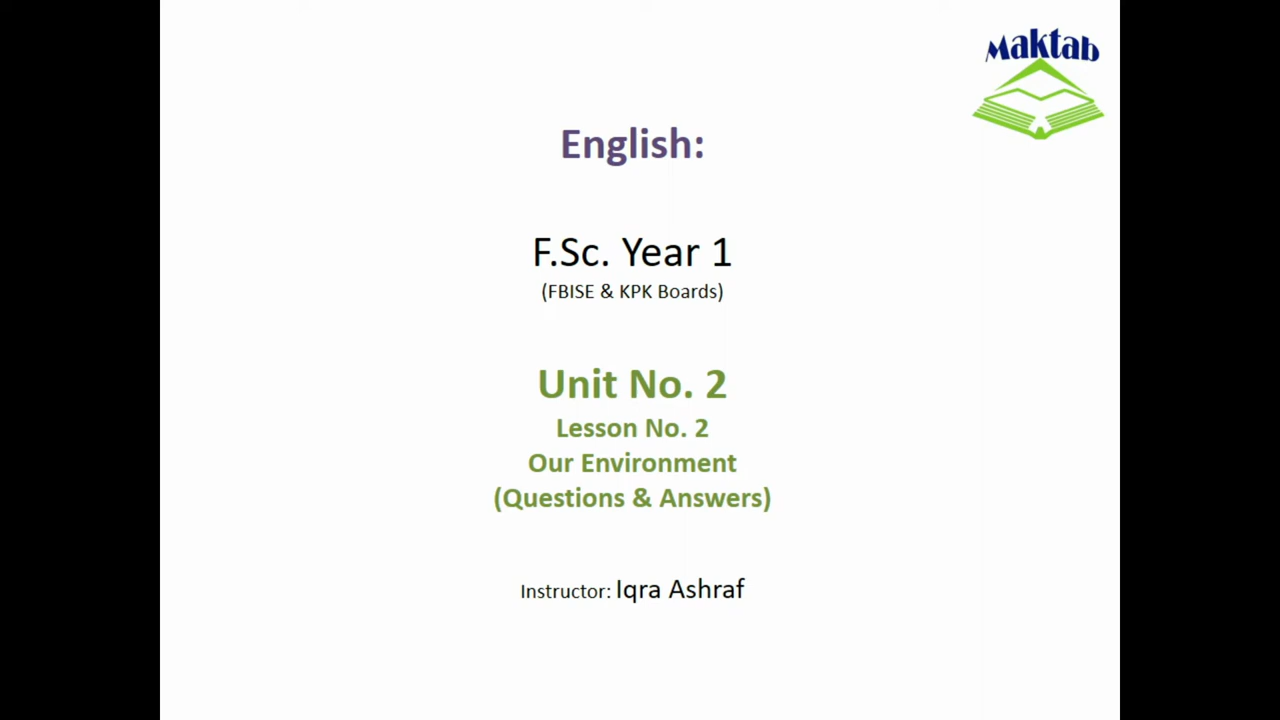 Maktab
English:
F.Sc. Year 1
(FBISE & KPK Boards)
Unit No. 2
Lesson No. 2
Our Environment
(Questions & Answers)
Instructor: Iqra Ashraf